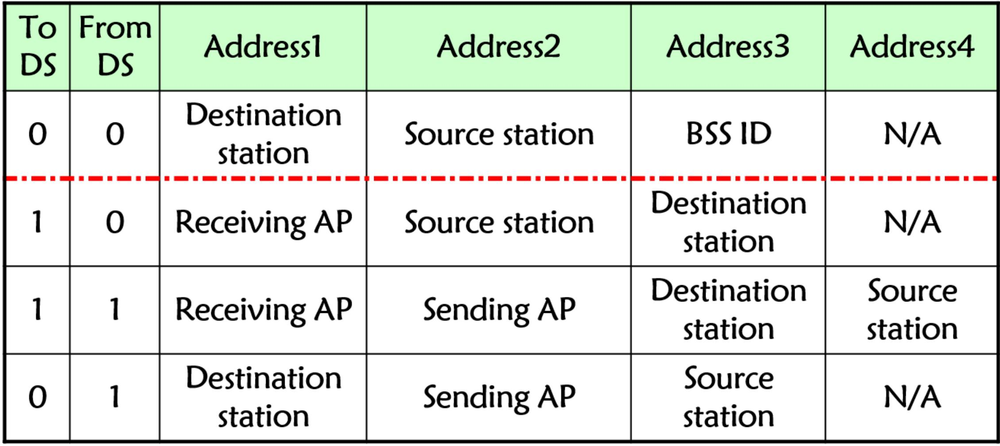 To DS From DS Address1 Address2 Address3 Address4
0 0 Destination station Source station BSS ID N/A
1 0 Receiving AP Source station Destination station N/A
1 1 Receiving AP Sending AP Destination station Source station
0 1 Destination station Sending AP Source station N/A